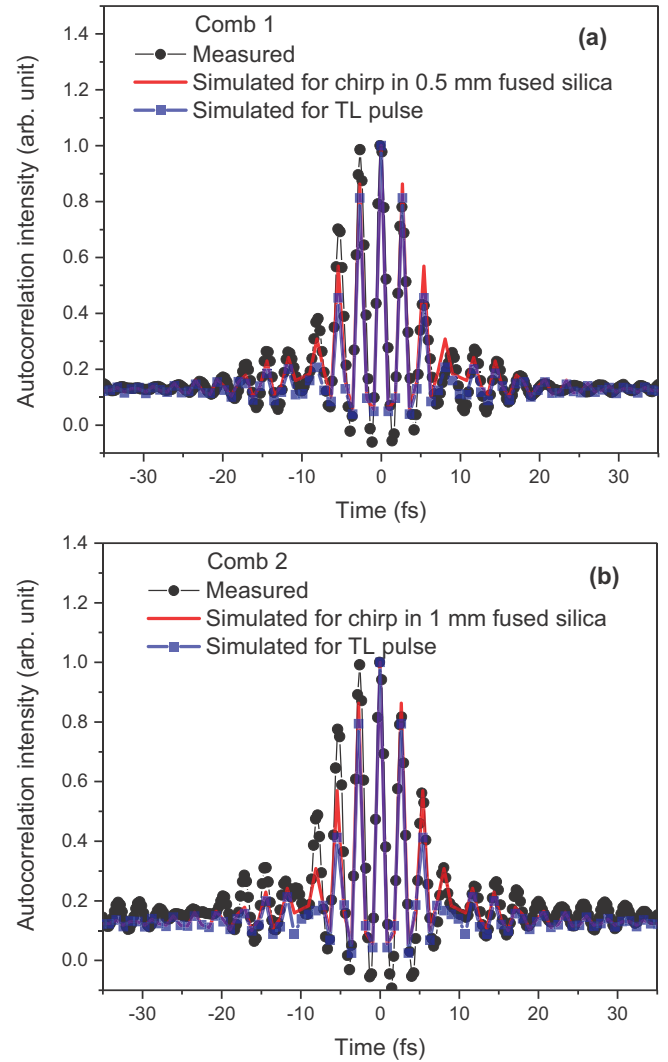 Comb 1
(a)
Measured
Simulated for chirp in 0.5 mm fused silica
Simulated for TL pulse
Autocorrelation intensity (arb. unit)
1.4
1.2
1.0
0.8
0.6
0.4
0.2
0.0
-30 -20 -10 0 10 20 30
Time (fs)
Comb 2
(b)
Measured
Simulated for chirp in 1 mm fused silica
Simulated for TL pulse
Autocorrelation intensity (arb. unit)
1.4
1.2
1.0
0.8
0.6
0.4
0.2
0.0
-30 -20 -10 0 10 20 30
Time (fs)